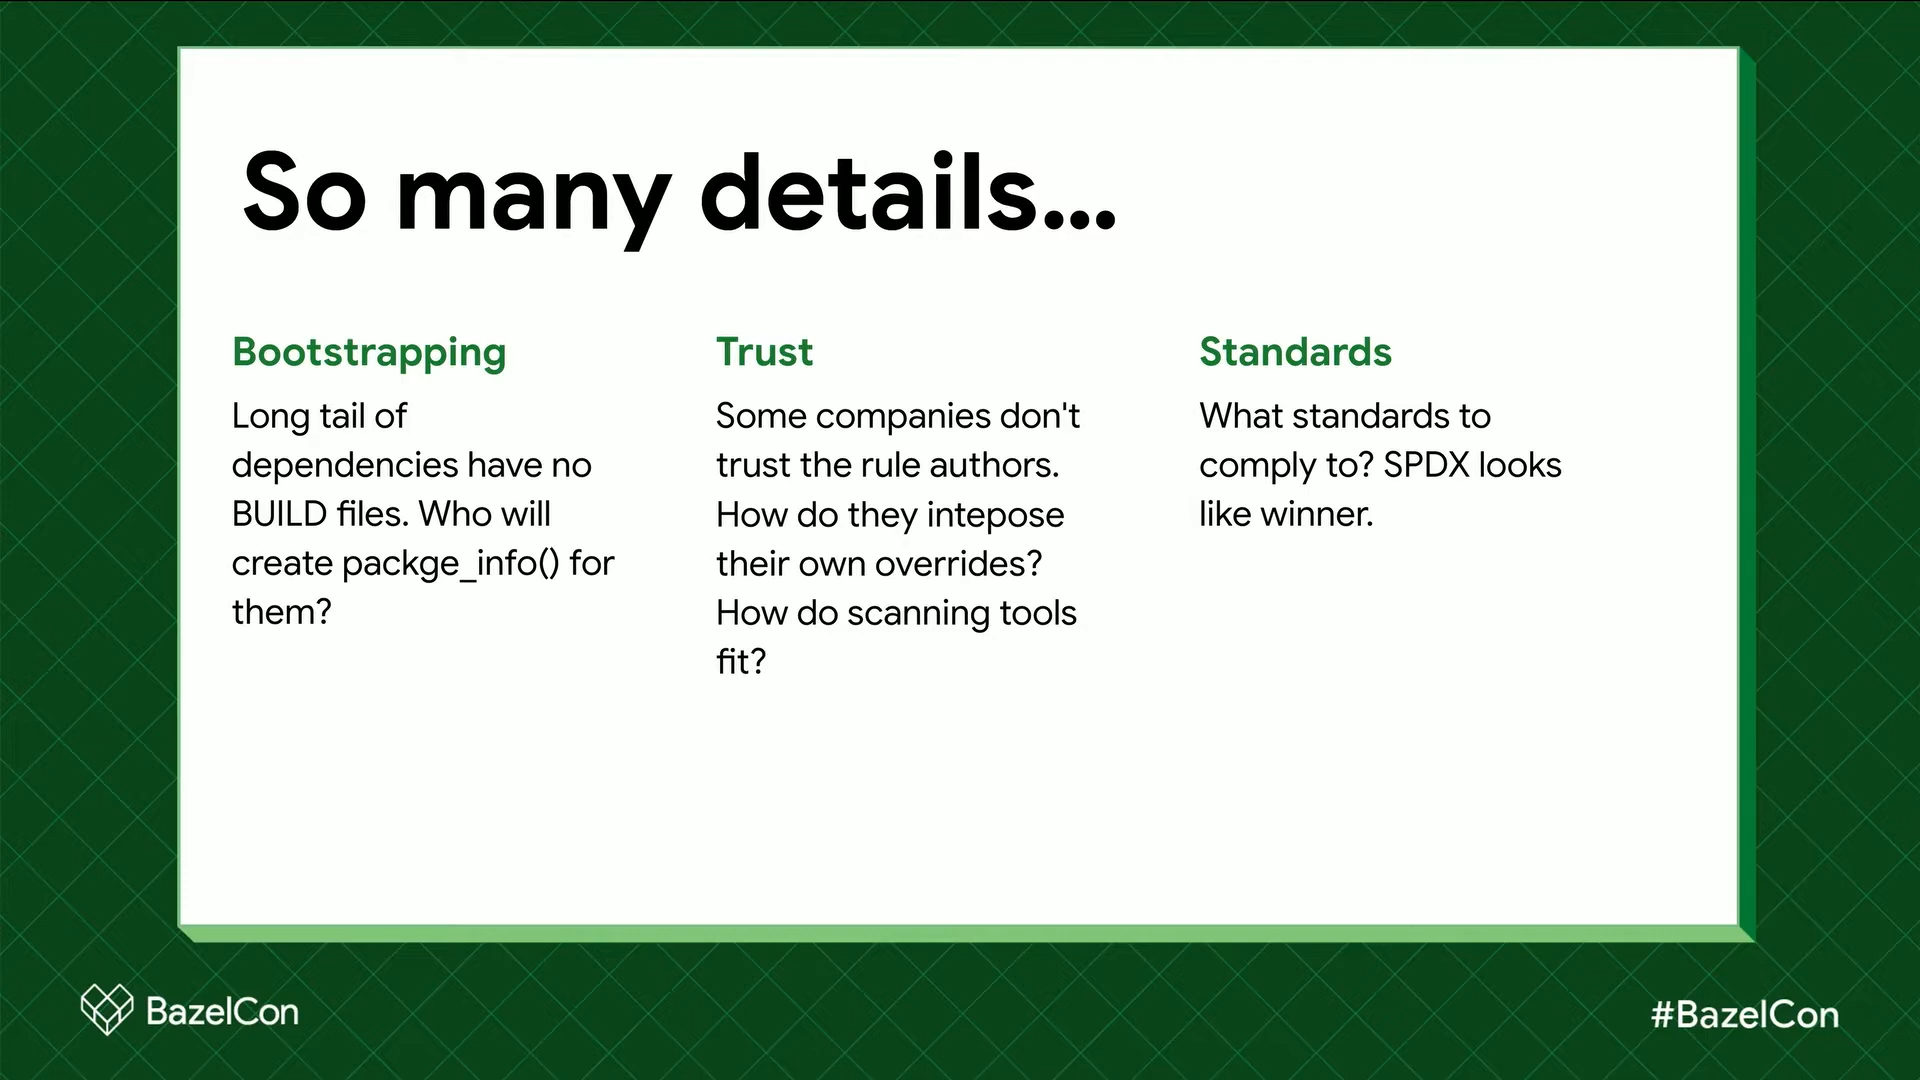 So many details...
Bootstrapping
Long tail of
dependencies have no
BUILD files. Who will
create packge_info() for
them?
Trust
Some companies don't
trust the rule authors.
How do they intepose
their own overrides?
How do scanning tools
fit?
Standards
What standards to
comply to? SPDX looks
like winner.
BazelCon
#BazelCon